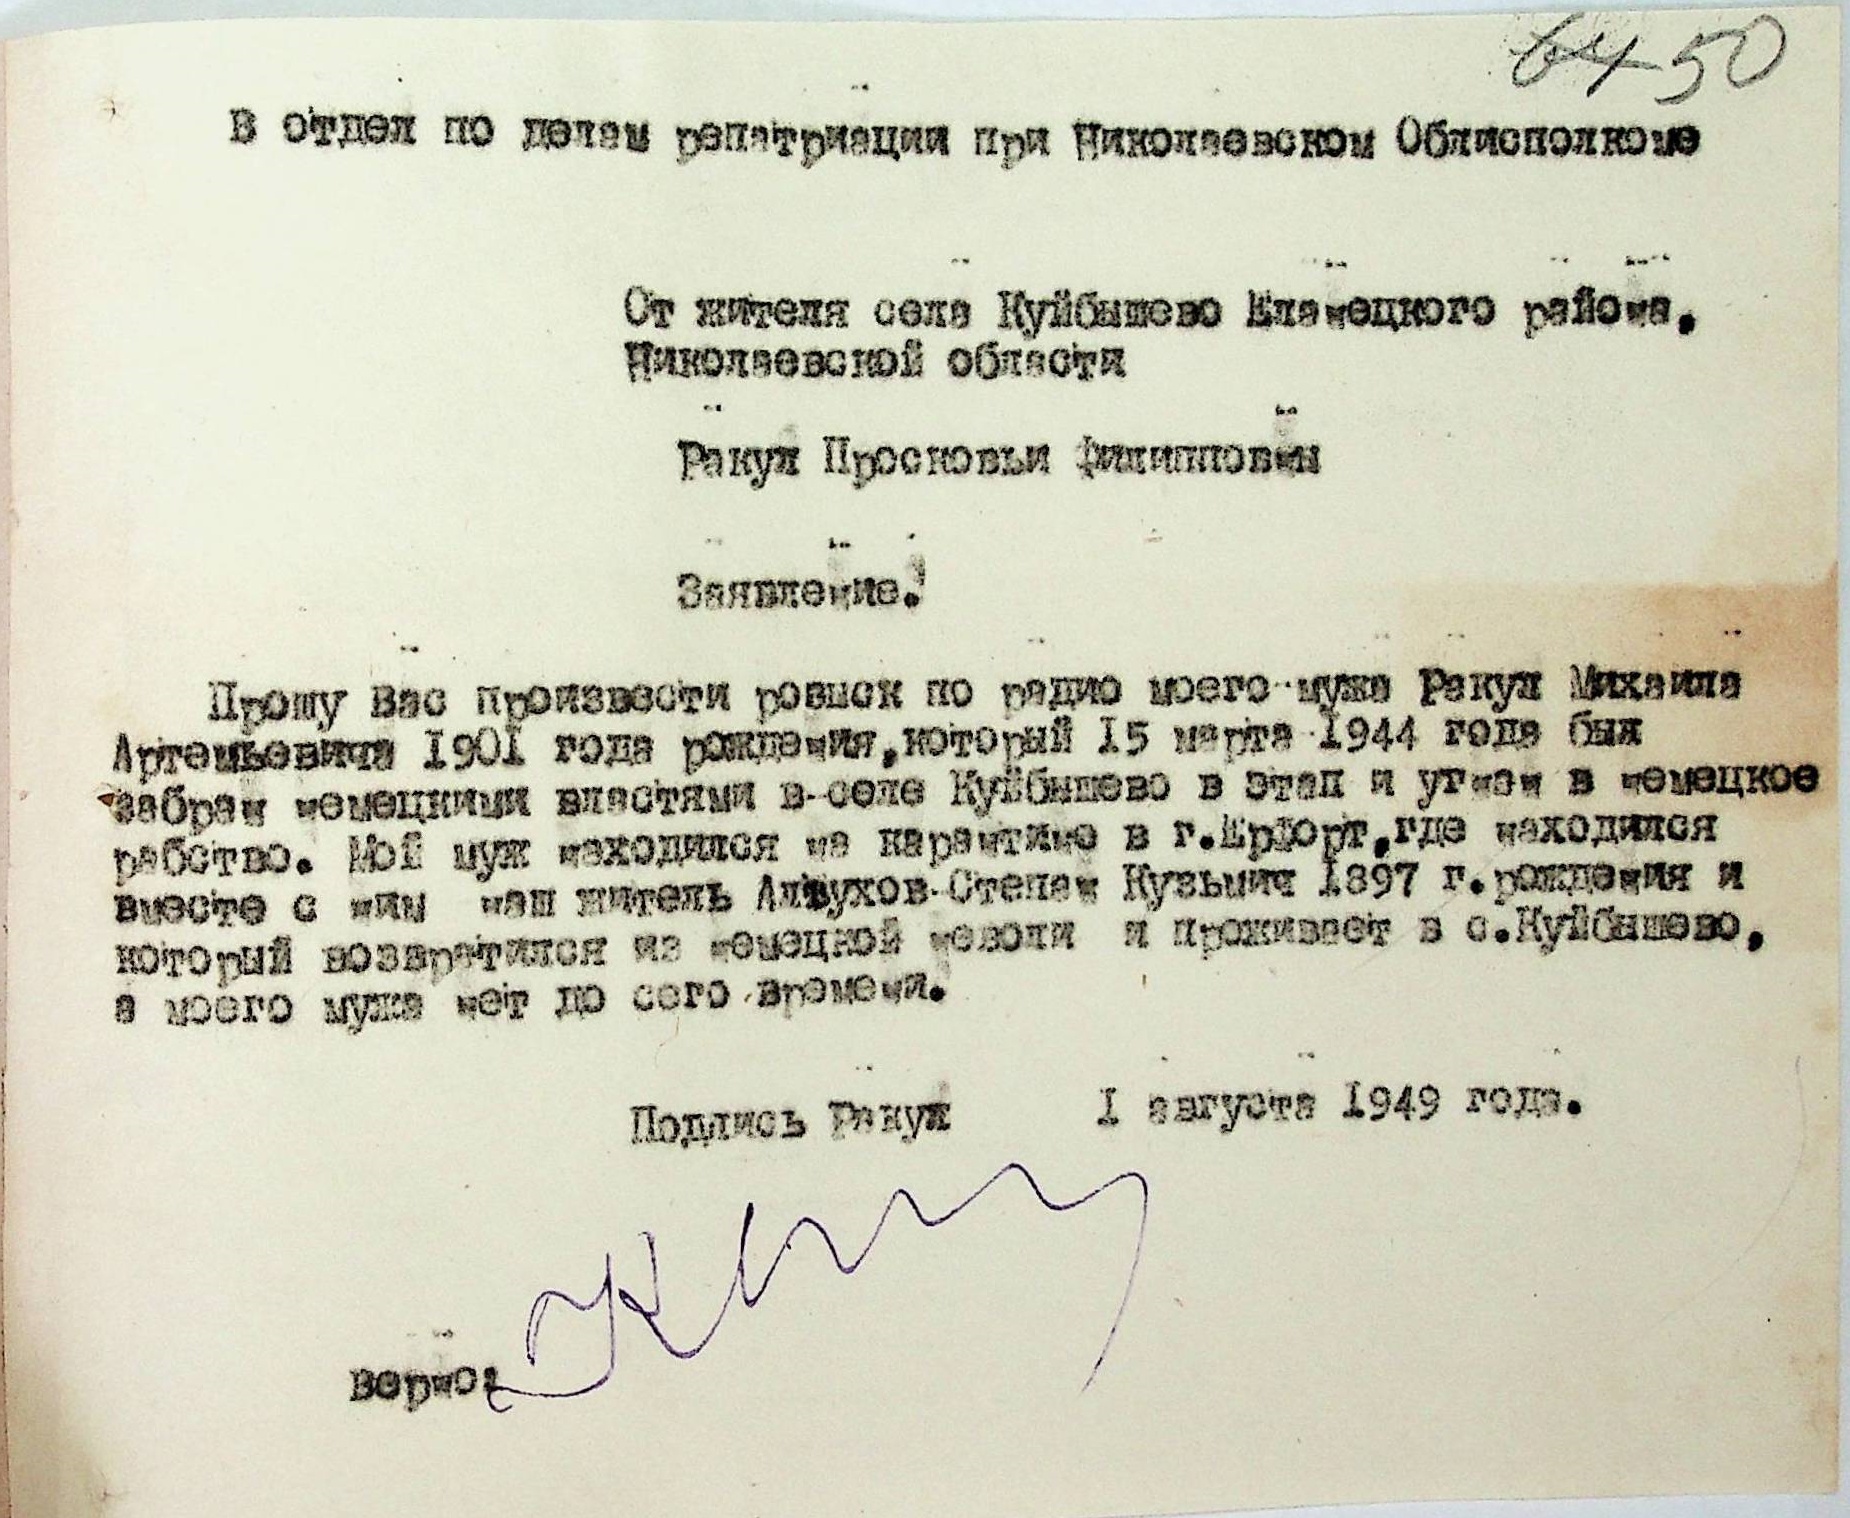 64 50
В отдел по делам репатриации при Николаевском Облисполкоме
От жителя села Куйбышево Еланецкого района,
Николаевской области
Ракул Просковьи Филипповны
Заявление.
Прошу Вас произвести розыск по радио моего мужа Ракул Михаила
Артемьевича 1901 года рождения,который 15 марта 1944 года был
забран немецкими властями в селе Куйбышево в этап и угнан в немецкое
рабство. Мой муж находился на карантине в г.Ерфорт,где находился
вместе с ним наш житель Степан Кузьмич 1897 г.рождения и
который возвратился из немецкой неволи и проживает в с.Куйбышево,
а моего мужа нет до сего времени.
Подпись Ракул 1 августа 1949 года.
верно: